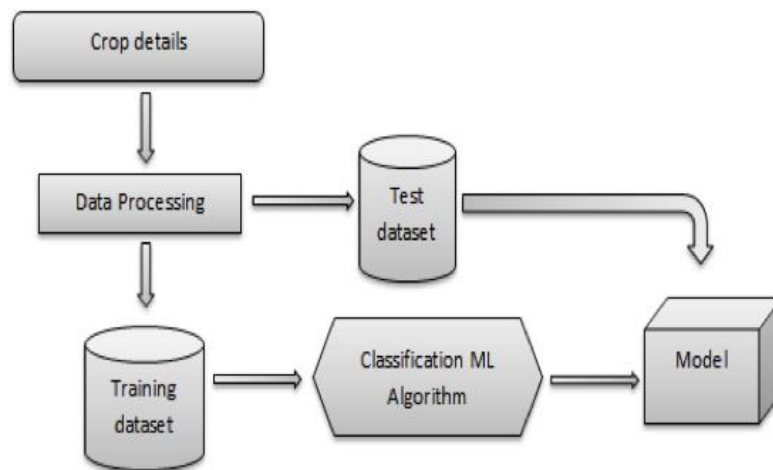 Crop details
Data Processing
Test
dataset
Training
dataset
Classification ML
Algorithm
Model